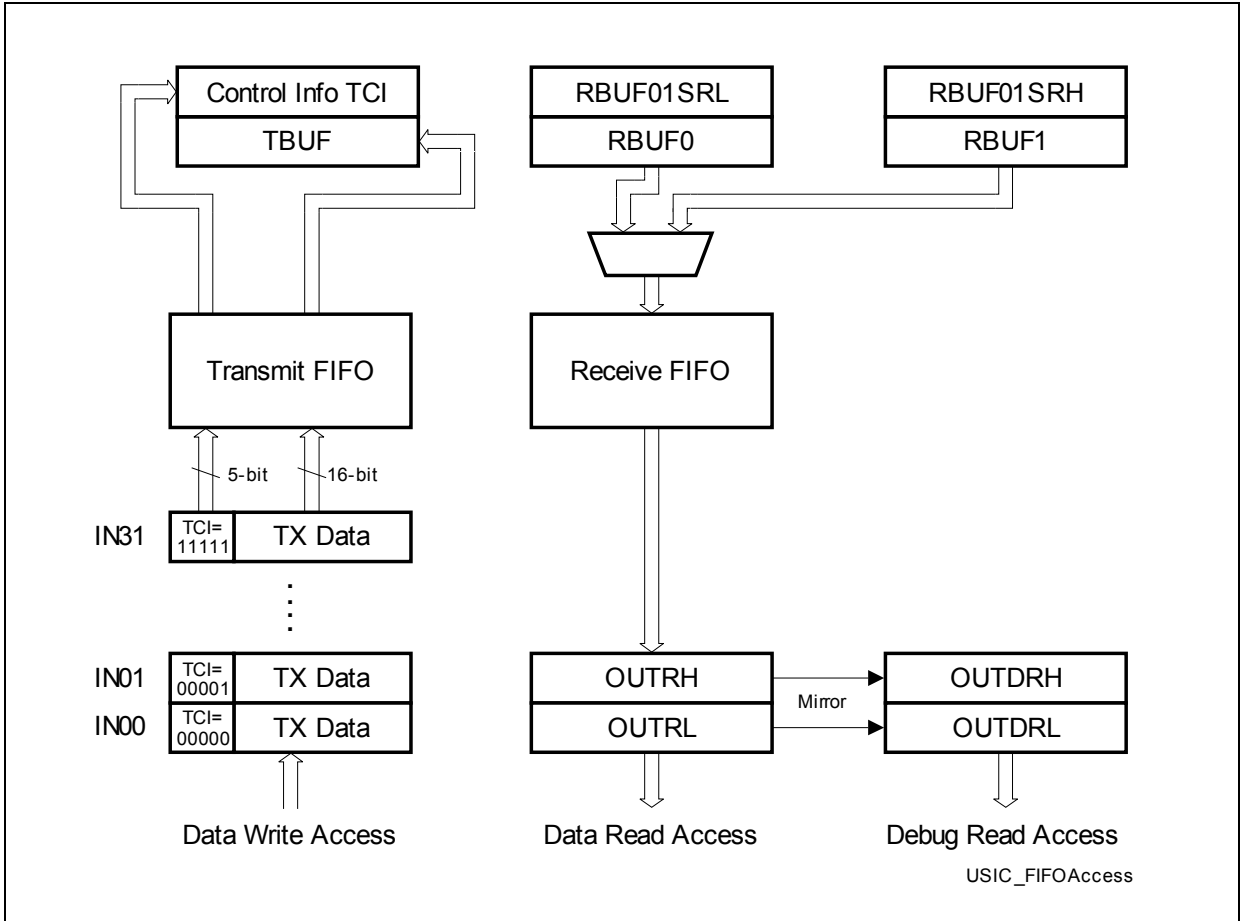 Control Info TCI
TBUF
RBUF01SRL
RBUF0
RBUF01SRH
RBUF1
Transmit FIFO
Receive FIFO
5-bit
16-bit
IN31
TCI=
11111
TX Data
IN01
TCI=
00001
TX Data
IN00
TCI=
00000
TX Data
OUTRH
OUTRL
Mirror
OUTDRH
OUTDRL
Data Write Access
Data Read Access
Debug Read Access
USIC_FIFOAccess